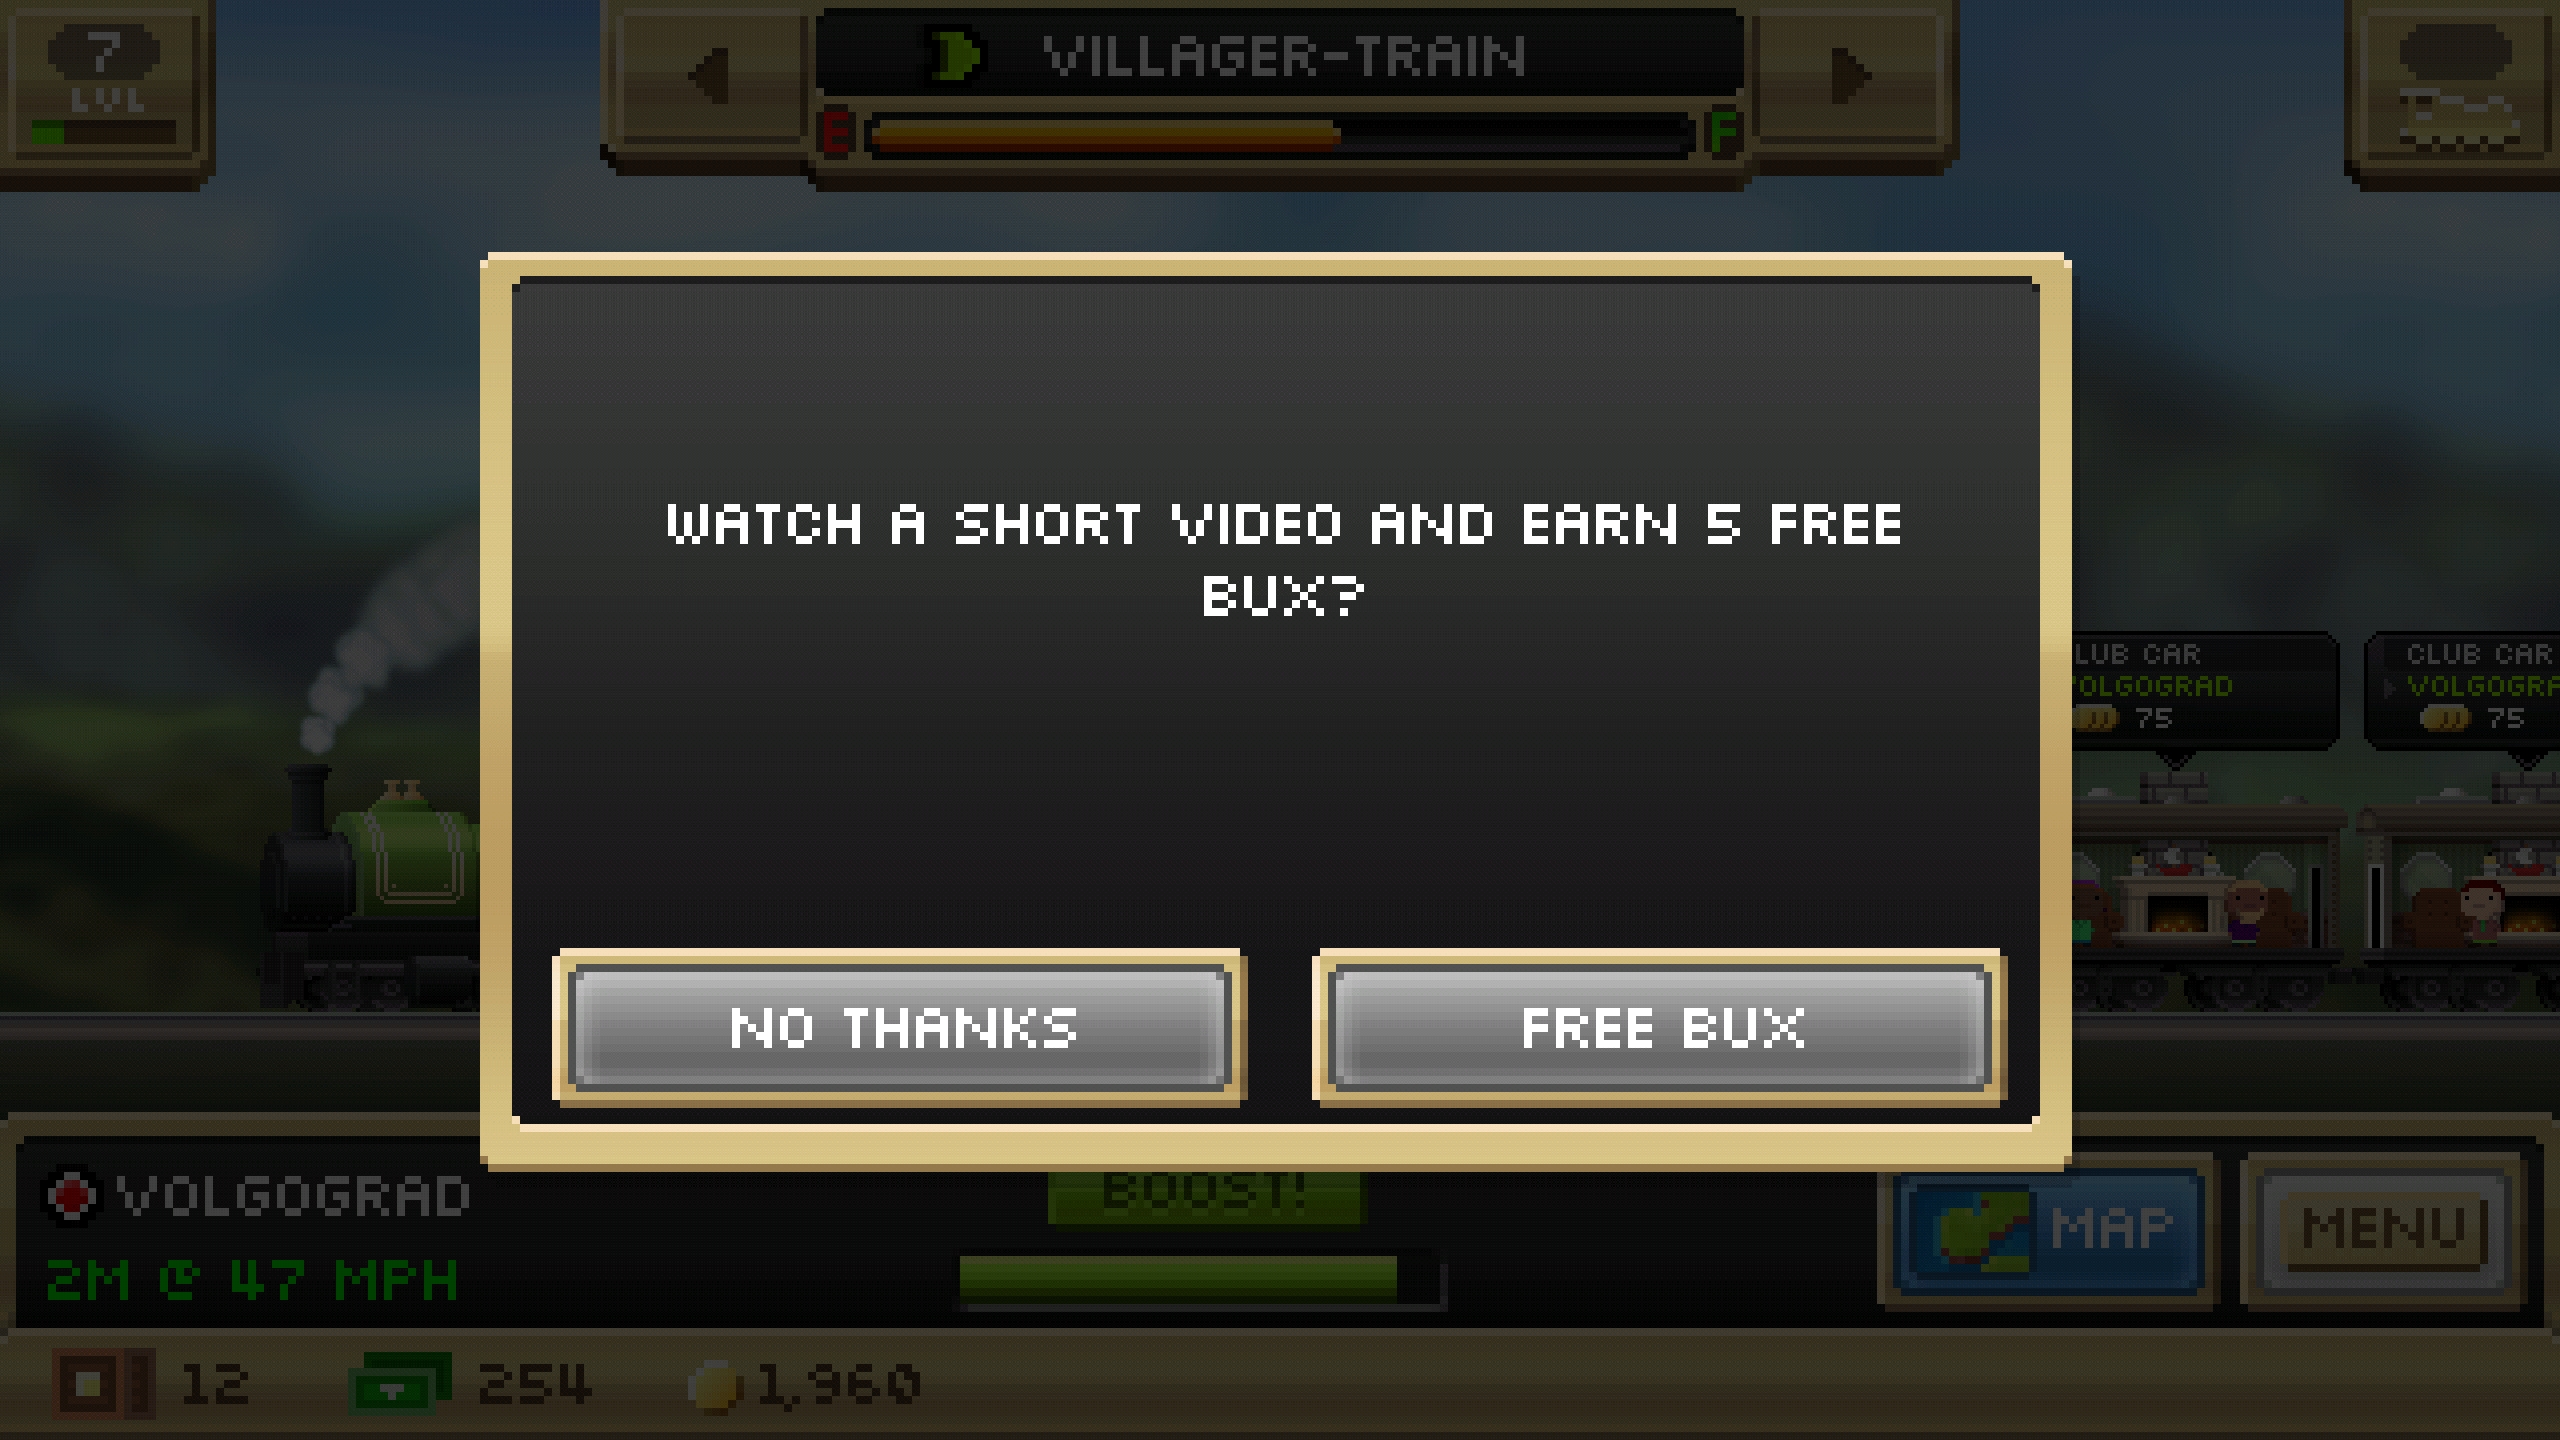 7
LVL
VILLAGER-TRAIN
E
F
WATCH A SHORT VIDEO AND EARN 5 FREE
BUX?
NO THANKS
FREE BUX
LUB CAR
VOLGOGRAD
75
CLUB CAR
VOLGOGRA
75
VOLGOGRAD
2M @ 47 MPH
BOOST!
MAP
MENU
12
254
1,960